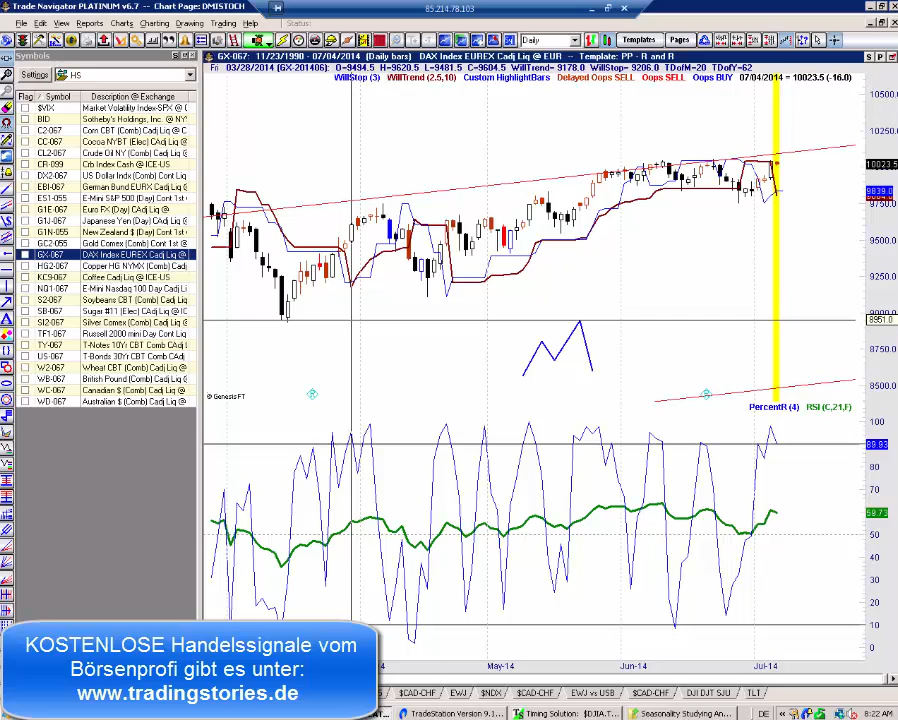 Trade Navigator PLATINUM v6.7 - Chart Page: DMISTOCH
85.214.78.103
File Edit View Reports Charts Charting Drawing Trading Help Status:
Daily
Templates Pages
Symbols
GX-067: 11/23/1990 - 07/04/2014 (Daily bars) DAX Index EUREX Cadj Liq @ EUR -- Template: PP - R and R
S P
Settings HS
Fri 03/28/2014 (GX-201406) O=9494.5 H=9620.5 L=9461.5 C=9604.5 WillTrend= 9178.0 WillStop= 9206.0 TDofM=20 TDofY=62
WillStop (3) WillTrend (2.5,10) Custom HighlightBars Delayed Oops SELL Oops SELL Oops BUY 07/04/2014 = 10023.5 (-16.0)
Flag Symbol Description @ Exchange
$VIX Market Volatility Index-SPX @ C
BID Sotheby's Holdings, Inc. @ NY
C2-067 Corn CBT (Comb) Cadj Liq @
CC-067 Cocoa NYBT (Elec) CAdj Liq
CL2-067 Crude Oil NY (Comb) Cadj Liq
CR-099 Crb Index Cash @ ICE-US
DX2-067 US Dollar Indx (Comb) Cadj Liq
EBI-067 German Bund EURX Cadj Liq
ES1-055 E-Mini S&P 500 (Day) Cont 1st
G1E-067 Euro FX (Day) Cadj Liq @
G1J-067 Japanese Yen (Day) Cadj Liq
G1N-055 New Zealand $ (Day) Cont 1s
GC2-055 Gold Comex (Comb) Cont 1st @
GX-067 DAX Index EUREX Cadj Liq @
HG2-067 Copper HG NYMX (Comb) Cad
KC9-067 Coffee Cadj Liq @ ICE-US
NQ1-067 E-Mini Nasdaq 100 Day Cadj
S2-067 Soybeans CBT (Comb) Cadj Liq
SB-067 Sugar #11 (Elec) CAdj Liq @
SI2-067 Silver Comex (Comb) Cadj Liq
TF1-067 Russell 2000 mini Day Cadj Liq
TY-067 T-Notes 10Yr CBT Cadj Liq @
US-067 T-Bonds 30Yr CBT Cadj Liq
W2-067 Wheat CBT (Comb) Cadj Liq
WB-067 British Pound (Comb) Cadj Liq
WC-067 Canadian $ (Comb) Cadj Liq @
WD-067 Australian $ (Comb) Cadj Liq
10500.0
10250.0
10023.5
9839.0
9750.0
9500.0
9250.0
9000.0
8951.0
8750.0
8500.0
© Genesis FT
PercentR (4) RSI (C,21,F)
100
89.83
80
70
59.73
50
40
30
20
10
0
May-14 Jun-14 Jul-14
KOSTENLOSE Handelssignale vom
Börsenprofi gibt es unter:
www.tradingstories.de
$CAD-CHF EWJ $NDX $CAD-CHF EWJ vs USB $CAD-CHF DJI DJT SJU TLT
TradeStation Version 9.1... Timing Solution: $DJIA.T... Seasonality Studying An... DE 8:22 AM